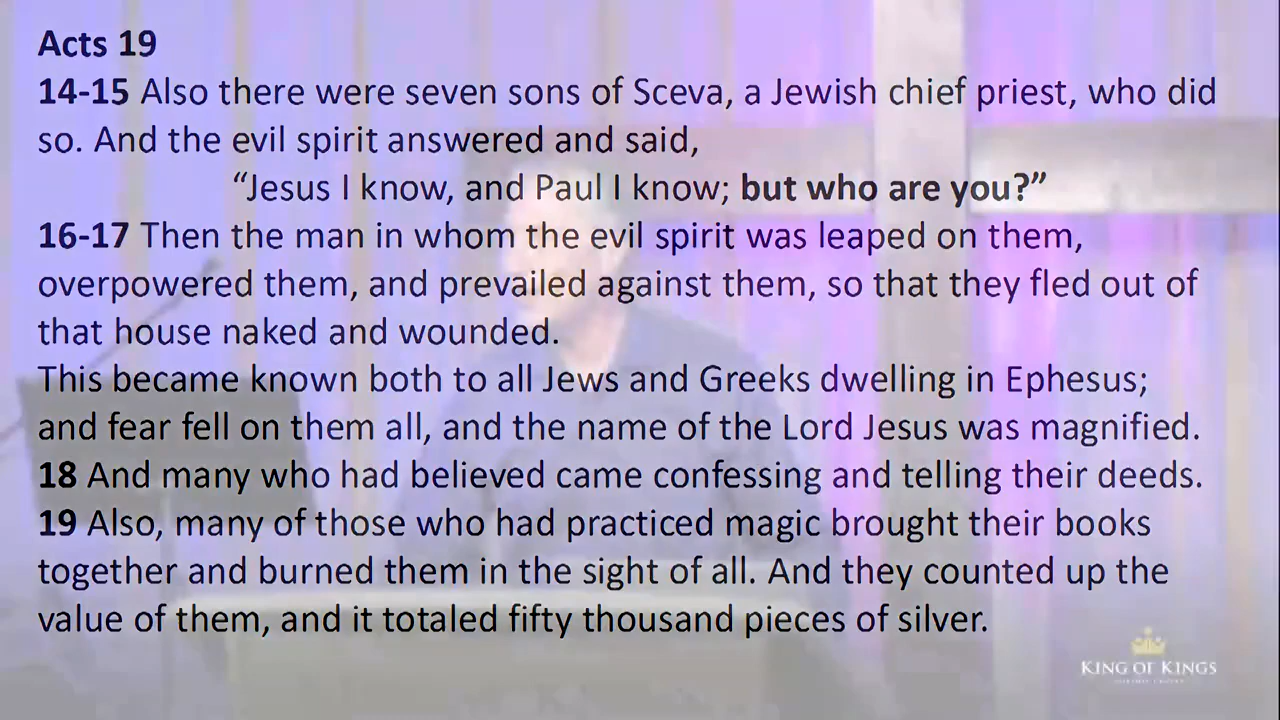 Acts 19
14-15 Also there were seven sons of Sceva, a Jewish chief priest, who did
so. And the evil spirit answered and said,
“Jesus I know, and Paul I know; but who are you?”
16-17 Then the man in whom the evil spirit was leaped on them,
overpowered them, and prevailed against them, so that they fled out of
that house naked and wounded.
This became known both to all Jews and Greeks dwelling in Ephesus;
and fear fell on them all, and the name of the Lord Jesus was magnified.
18 And many who had believed came confessing and telling their deeds.
19 Also, many of those who had practiced magic brought their books
together and burned them in the sight of all. And they counted up the
value of them, and it totaled fifty thousand pieces of silver.
KING OF KINGS